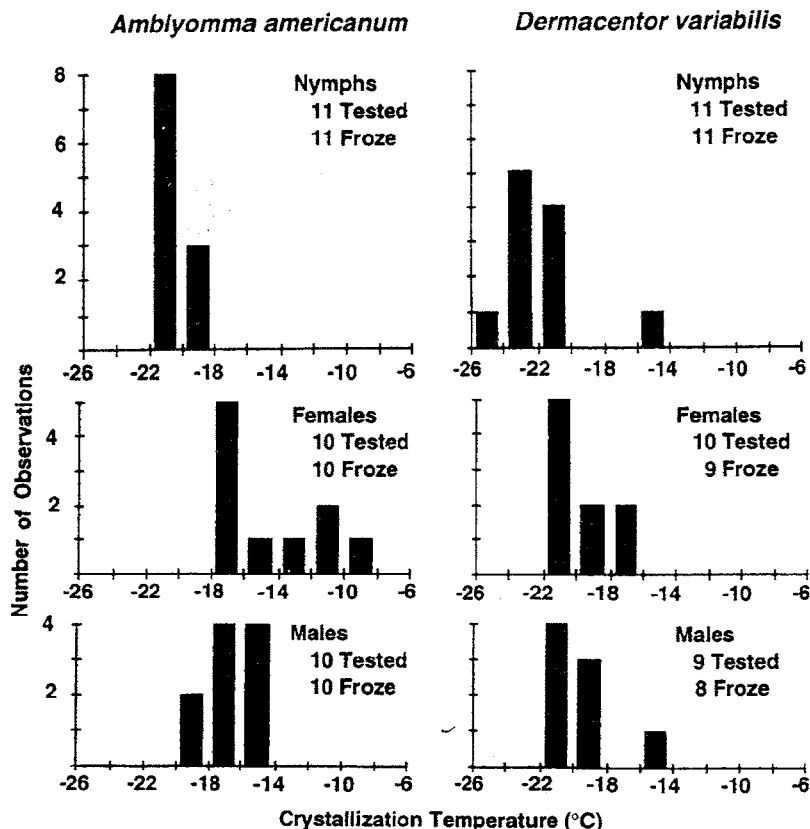 Amblyomma americanum
Dermacentor variabilis
Nymphs
11 Tested
11 Froze
8
6
4
2
-26 -22 -18 -14 -10 -6
Nymphs
11 Tested
11 Froze
-26 -22 -18 -14 -10 -6
Number of Observations
Females
10 Tested
10 Froze
4
2
-26 -22 -18 -14 -10 -6
Females
10 Tested
9 Froze
-26 -22 -18 -14 -10 -6
Males
10 Tested
10 Froze
4
2
-26 -22 -18 -14 -10 -6
Males
9 Tested
8 Froze
-26 -22 -18 -14 -10 -6
Crystallization Temperature (°C)